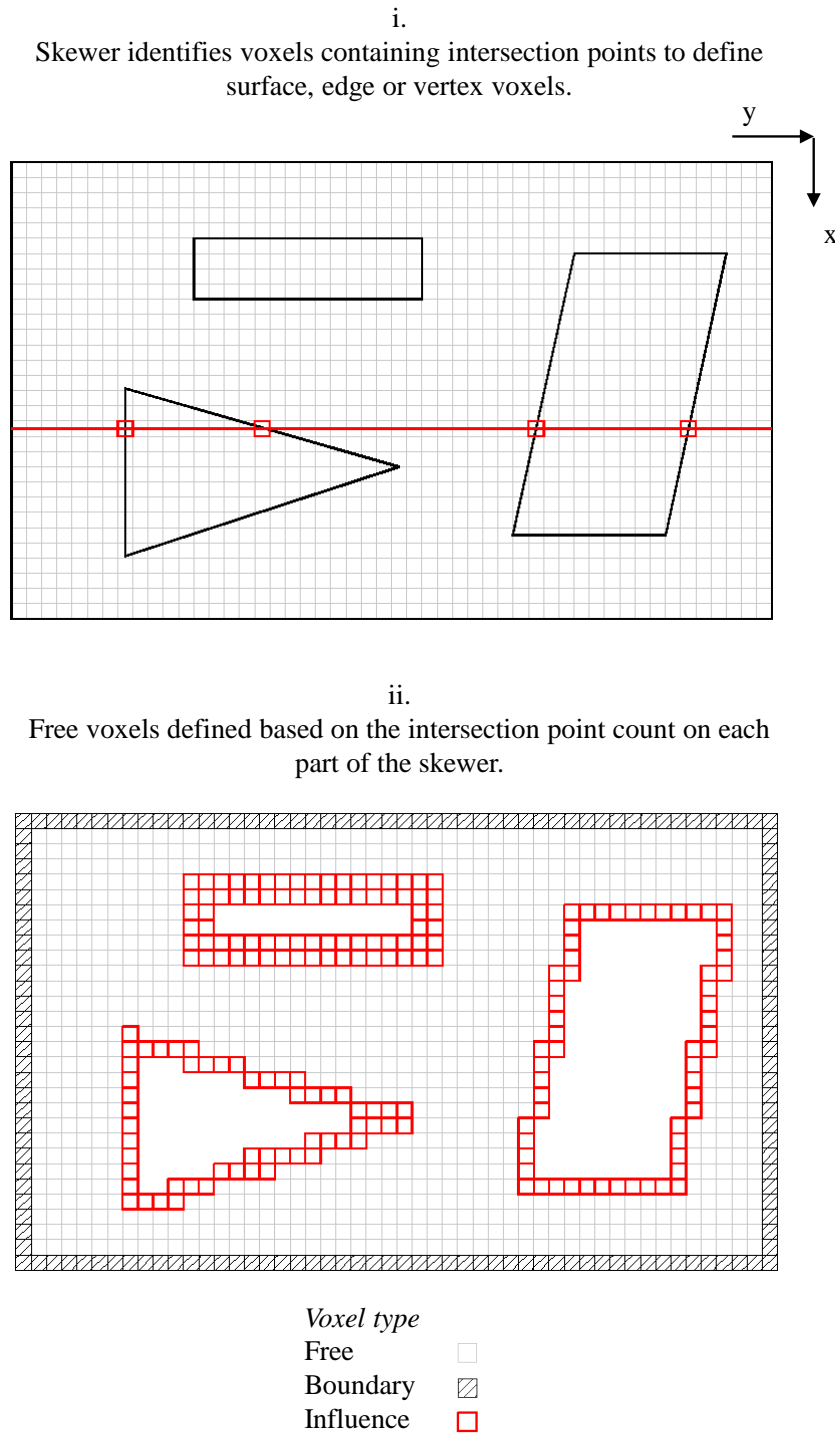 i.
Skewer identifies voxels containing intersection points to define
surface, edge or vertex voxels.
y
x
ii.
Free voxels defined based on the intersection point count on each
part of the skewer.
Voxel type
Free
Boundary
Influence